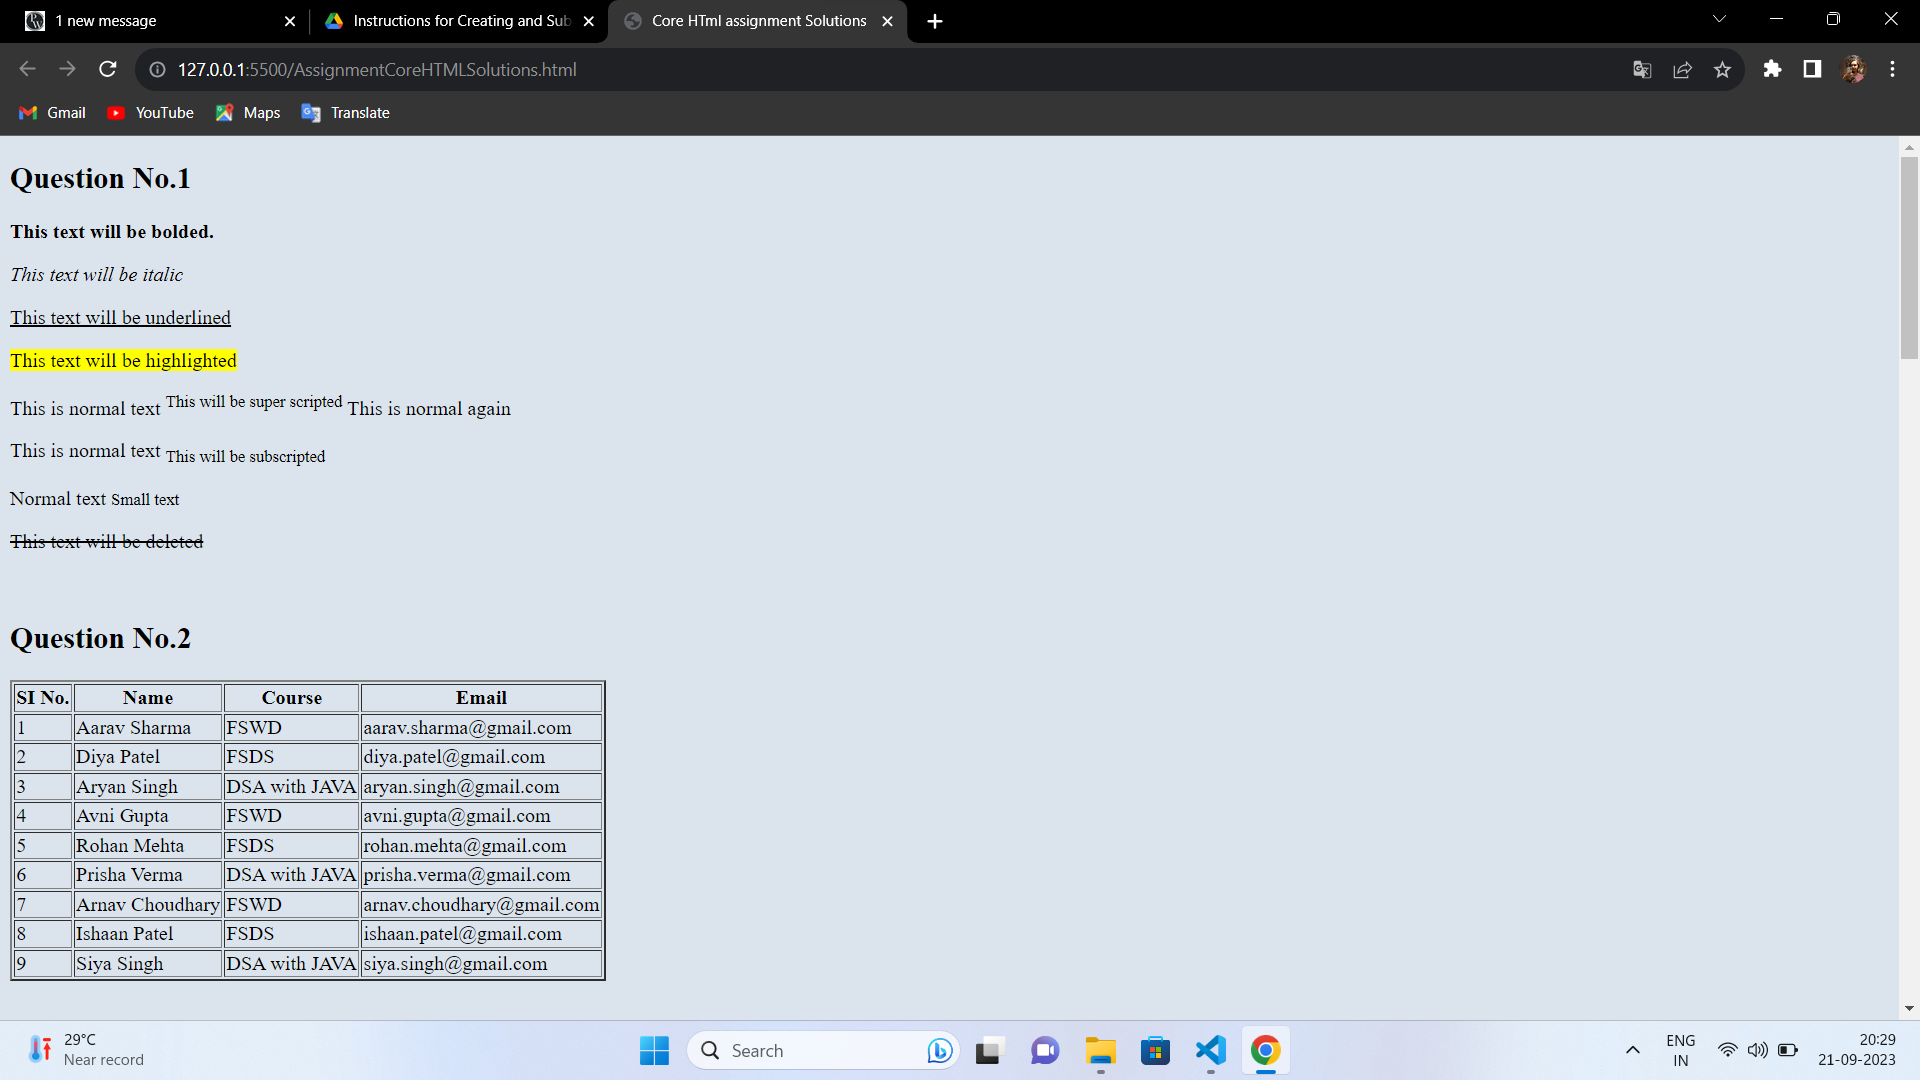 1 new message
Instructions for Creating and Sub
Core HTml assignment Solutions
127.0.0.1:5500/AssignmentCoreHTMLSolutions.html
Gmail YouTube Maps Translate
Question No.1
This text will be bolded.
This text will be italic
This text will be underlined
This text will be highlighted
This is normal text This will be super scripted This is normal again
This is normal text This will be subscripted
Normal text Small text
This text will be deleted
Question No.2
SI No. Name Course Email
1 Aarav Sharma FSWD aarav.sharma@gmail.com
2 Diya Patel FSDS diya.patel@gmail.com
3 Aryan Singh DSA with JAVA aryan.singh@gmail.com
4 Avni Gupta FSWD avni.gupta@gmail.com
5 Rohan Mehta FSDS rohan.mehta@gmail.com
6 Prisha Verma DSA with JAVA prisha.verma@gmail.com
7 Arnav Choudhary FSWD arnav.choudhary@gmail.com
8 Ishaan Patel FSDS ishaan.patel@gmail.com
9 Siya Singh DSA with JAVA siya.singh@gmail.com
29°C
Near record
Search
ENG
IN
20:29
21-09-2023